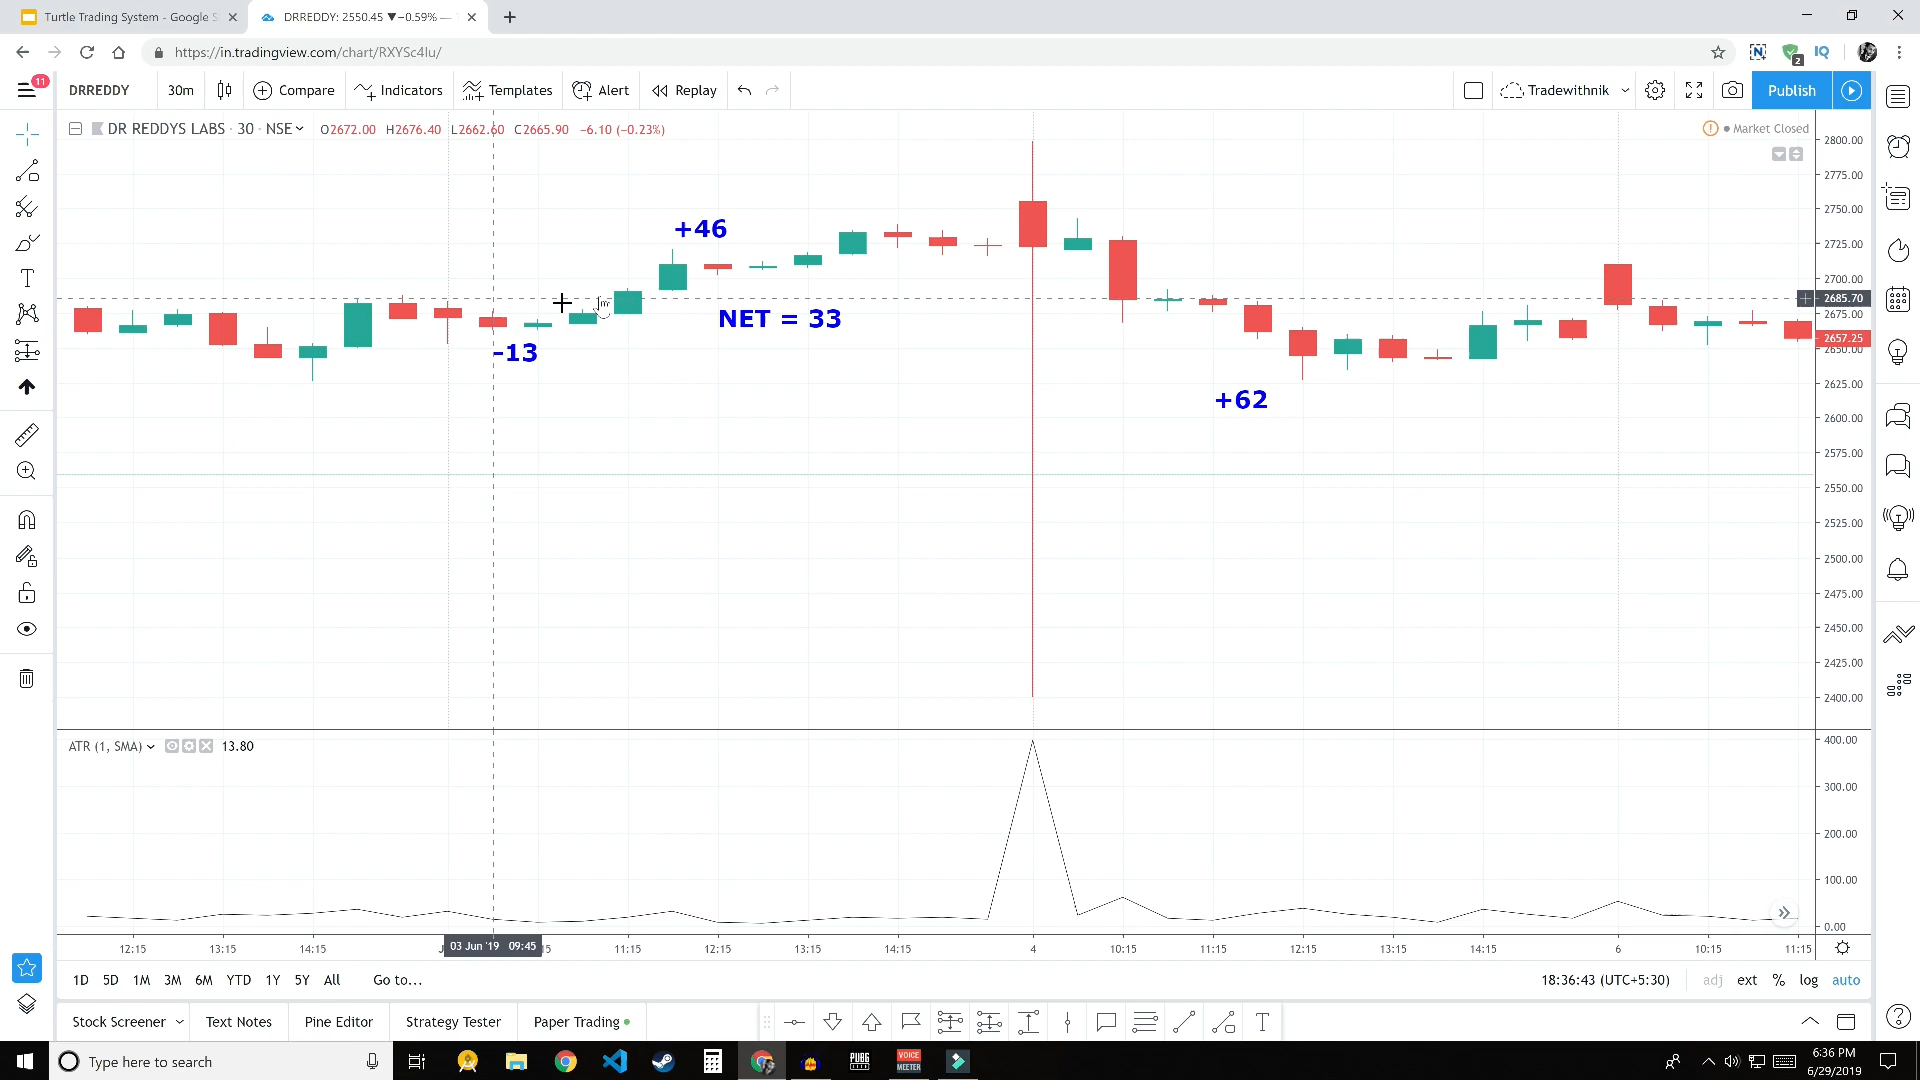 Turtle Trading System - Google S
DRREDDY: 2550.45 ▼−0.59% —
https://in.tradingview.com/chart/RXYSc4lu/
2
11
DRREDDY
30m
Compare
Indicators
Templates
Alert
Replay
Tradewithnik
Publish
DR REDDYS LABS · 30 · NSE
O2672.00 H2676.40 L2662.60 C2665.90 −6.10 (−0.23%)
Market Closed
2800.00
2775.00
2750.00
2725.00
2700.00
2685.70
2675.00
2657.25
2650.00
2625.00
2600.00
2575.00
2550.00
2525.00
2500.00
2475.00
2450.00
2425.00
2400.00
+46
NET = 33
-13
+62
ATR (1, SMA) 13.80
400.00
300.00
200.00
100.00
0.00
12:15 13:15 14:15 03 Jun '19 09:45 11:15 12:15 13:15 14:15 4 10:15 11:15 12:15 13:15 14:15 6 10:15 11:15
1D 5D 1M 3M 6M YTD 1Y 5Y All Go to...
18:36:43 (UTC+5:30) adj ext % log auto
Stock Screener Text Notes Pine Editor Strategy Tester Paper Trading
Type here to search
PUBG LITE
VOICE MEETER
6:36 PM
6/29/2019